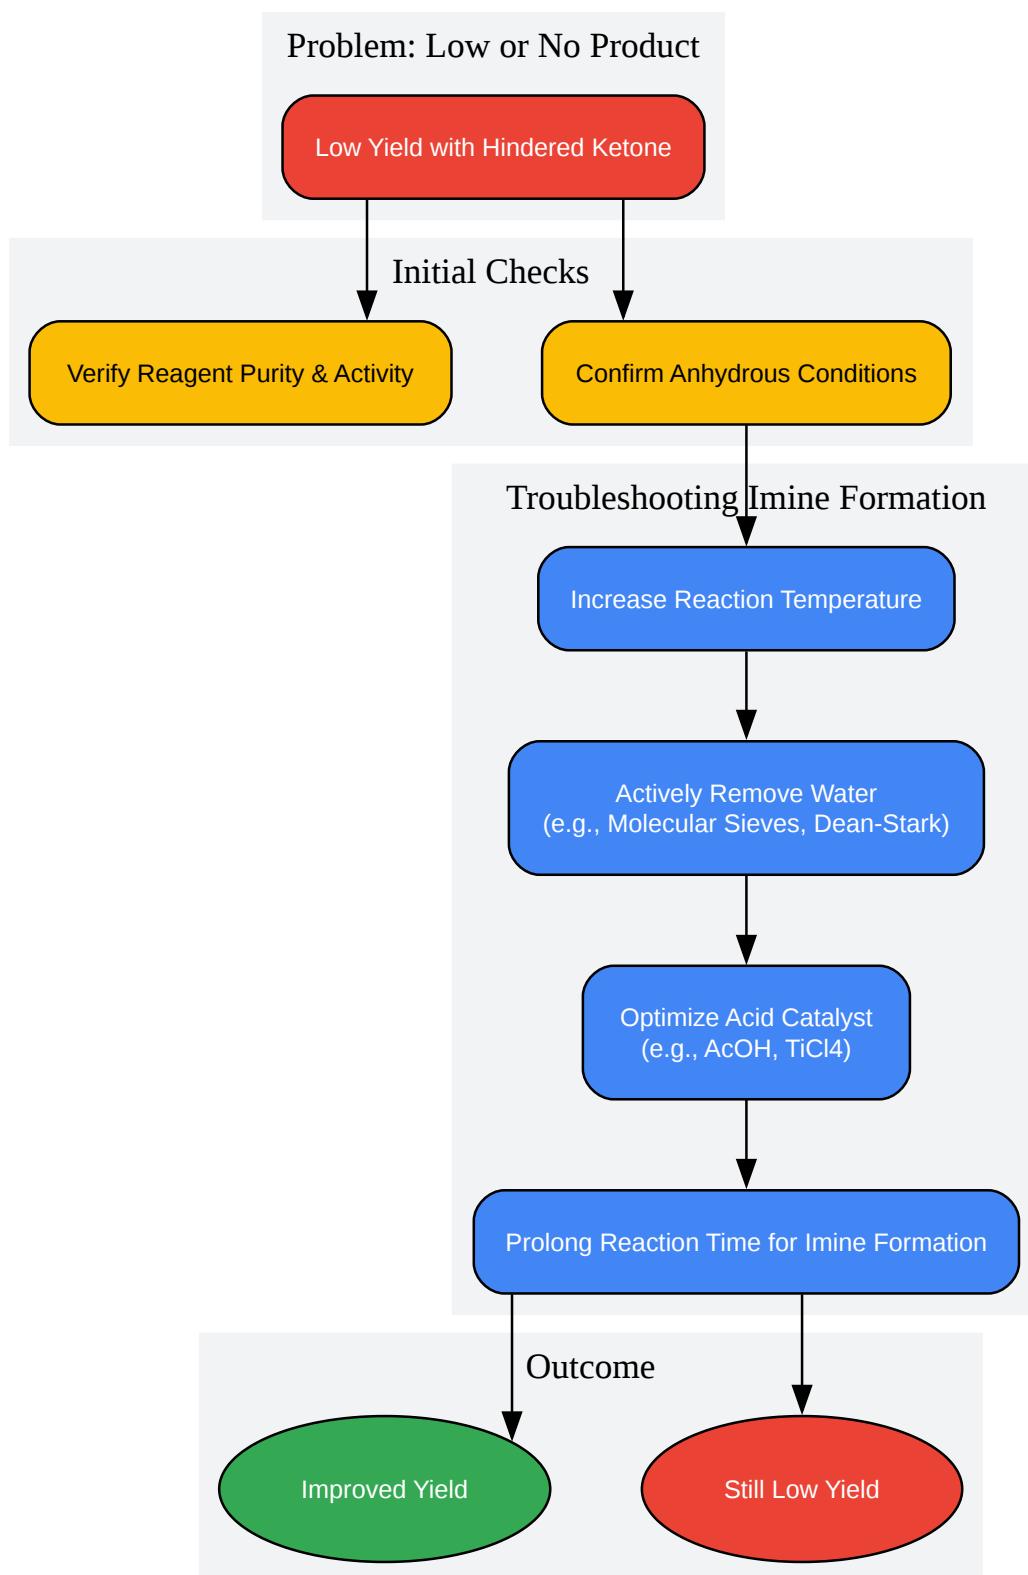 Problem: Low or No Product
Low Yield with Hindered Ketone
Initial Checks
Verify Reagent Purity & Activity
Confirm Anhydrous Conditions
Troubleshooting Imine Formation
Increase Reaction Temperature
Actively Remove Water
(e.g., Molecular Sieves, Dean-Stark)
Optimize Acid Catalyst
(e.g., AcOH, TiCl4)
Prolong Reaction Time for Imine Formation
Outcome
Improved Yield
Still Low Yield